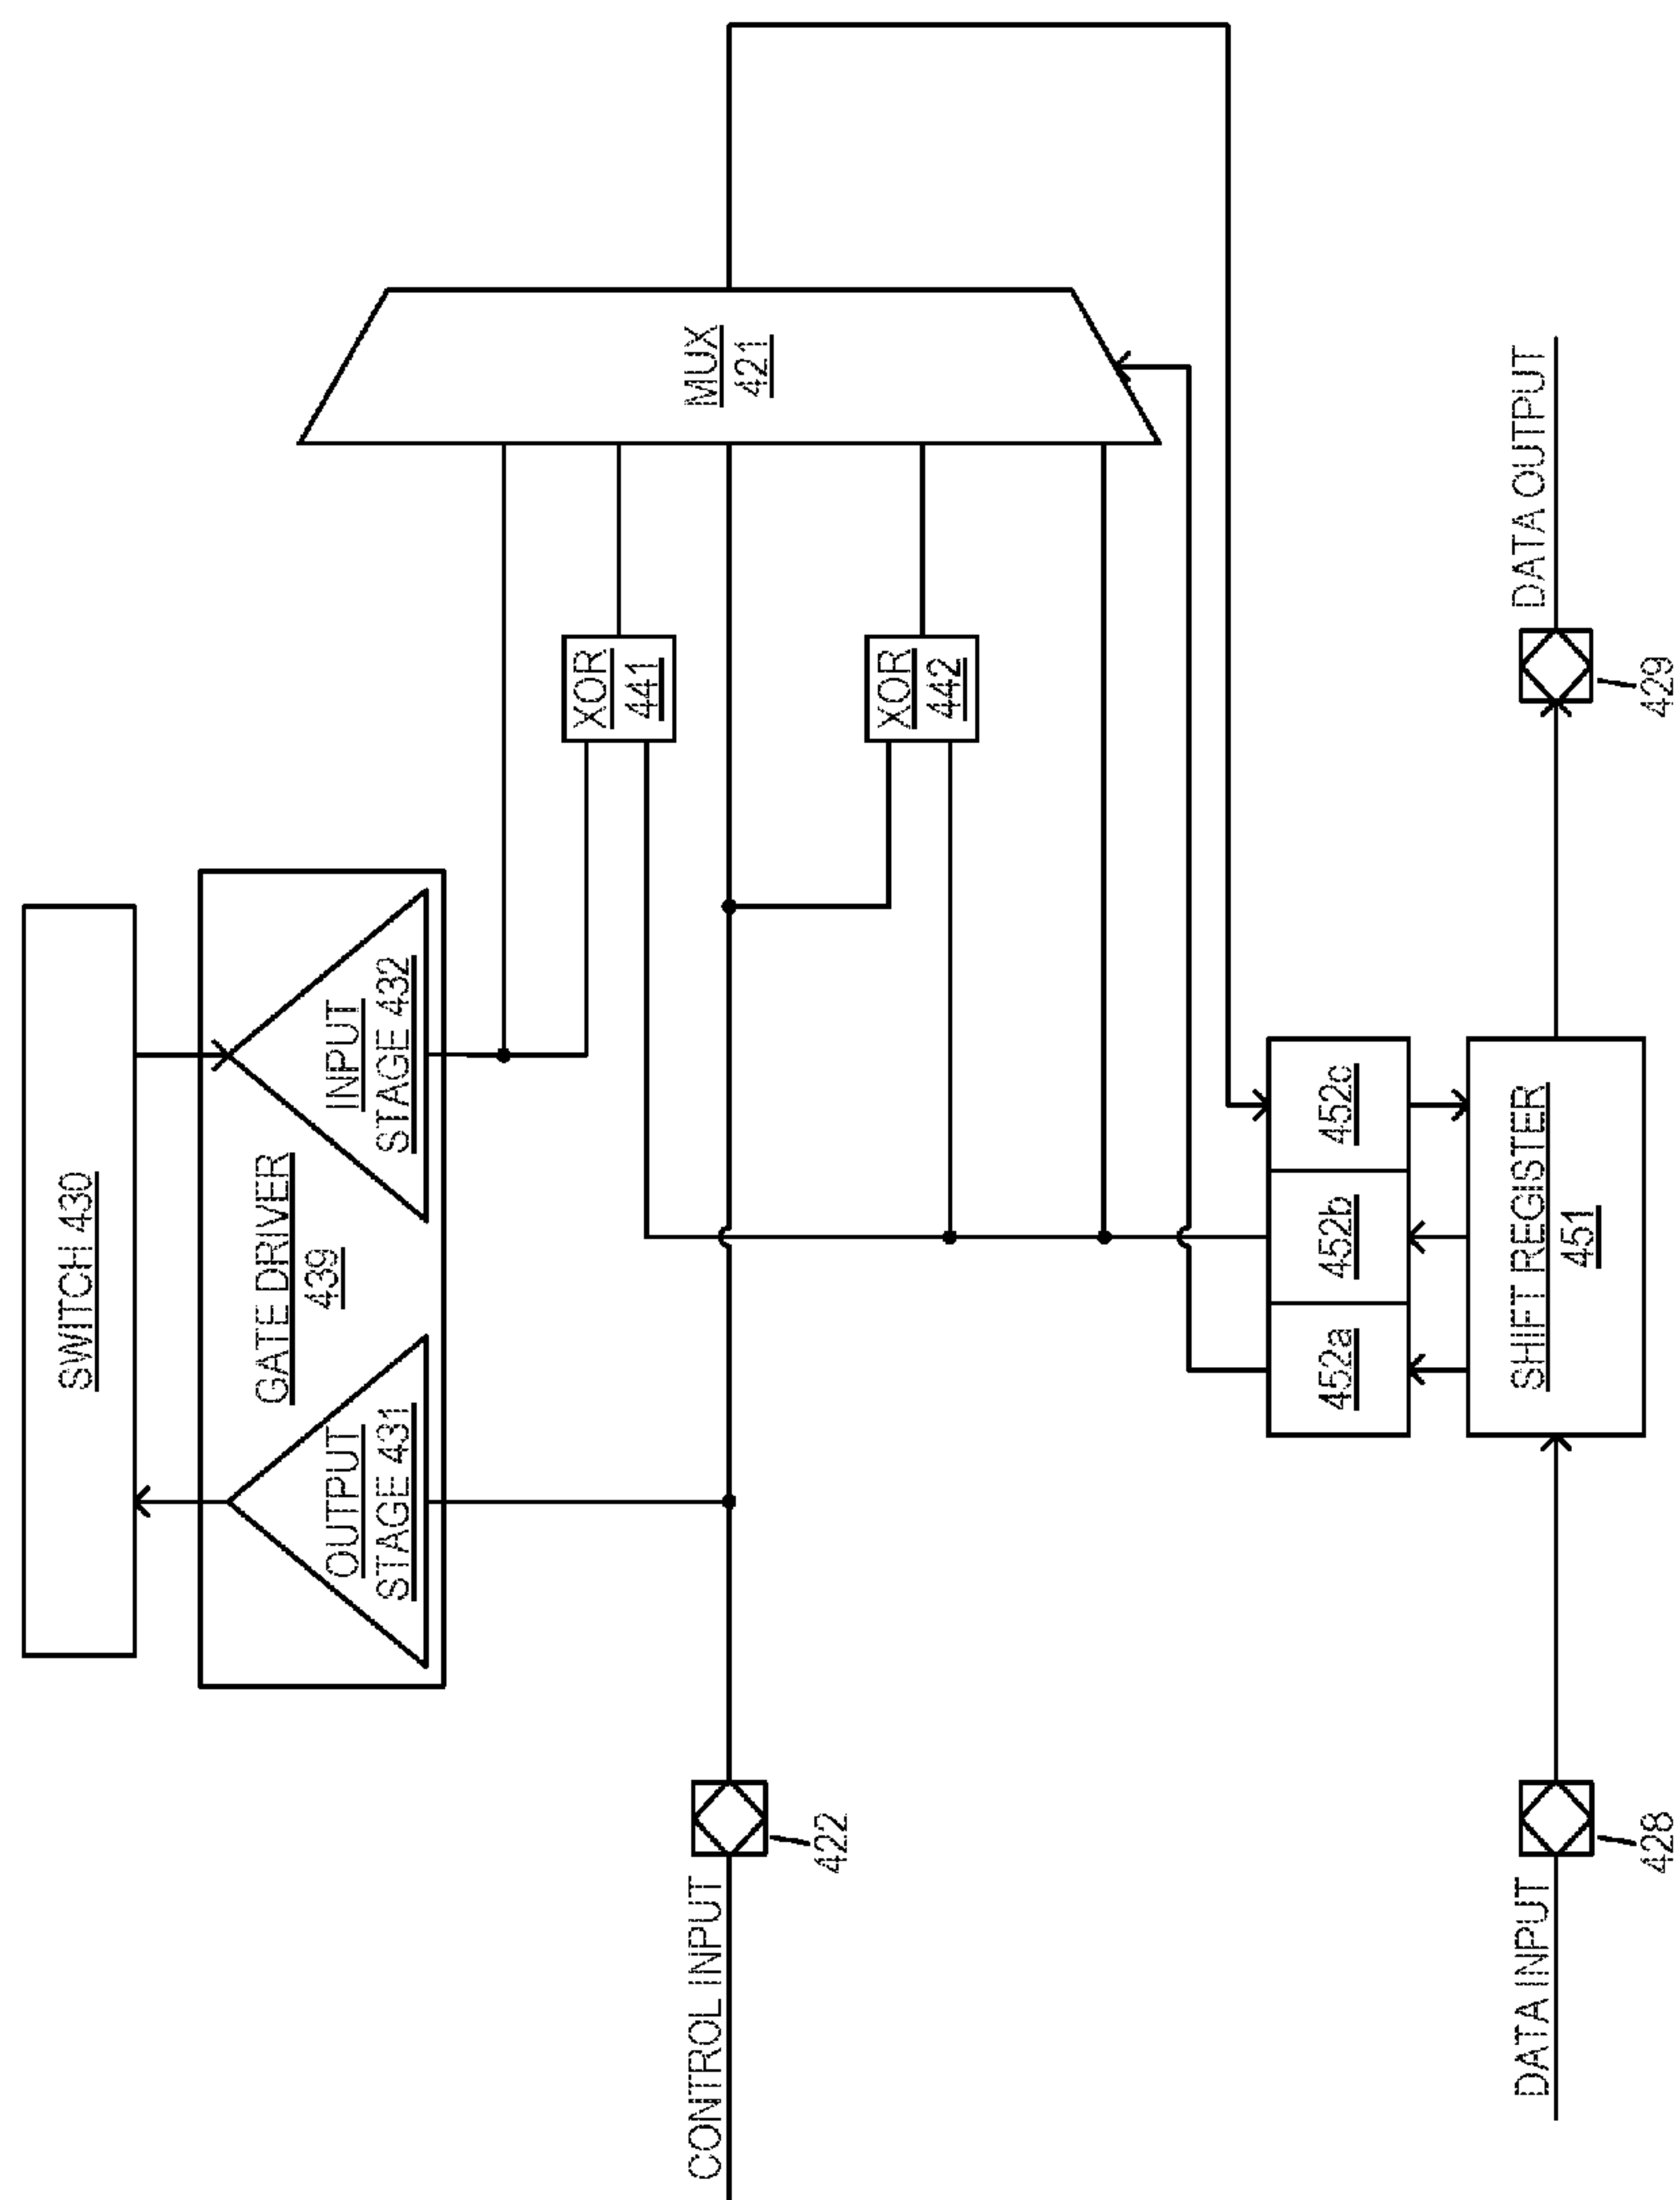 SWITCH 430
GATE DRIVER
439
OUTPUT
STAGE 431
INPUT
STAGE 432
XOR
441
MUX
421
CONTROL INPUT
422
XOR
442
452a
452b
452c
SHIFT REGISTER
451
DATA INPUT
428
DATA OUTPUT
429